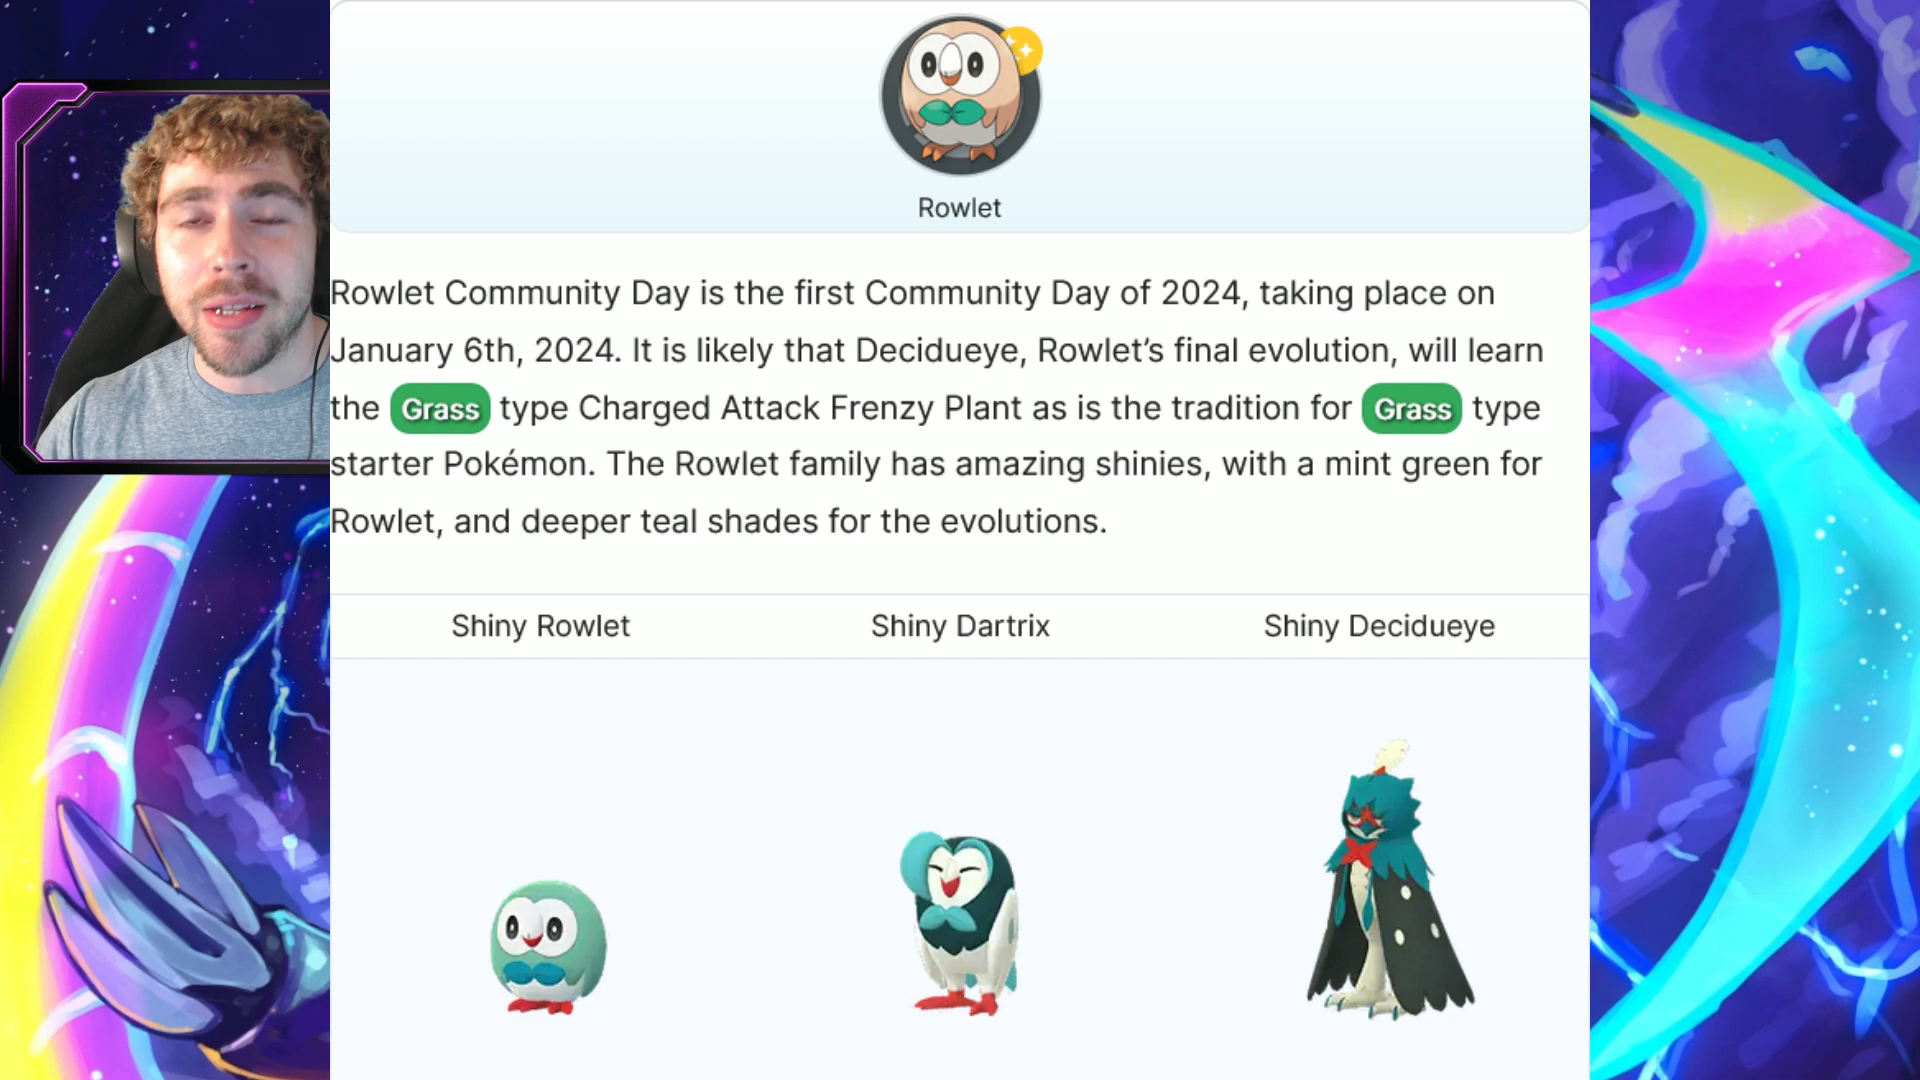 Rowlet
Rowlet Community Day is the first Community Day of 2024, taking place on
January 6th, 2024. It is likely that Decidueye, Rowlet’s final evolution, will learn
the Grass type Charged Attack Frenzy Plant as is the tradition for Grass type
starter Pokémon. The Rowlet family has amazing shinies, with a mint green for
Rowlet, and deeper teal shades for the evolutions.
Shiny Rowlet Shiny Dartrix Shiny Decidueye